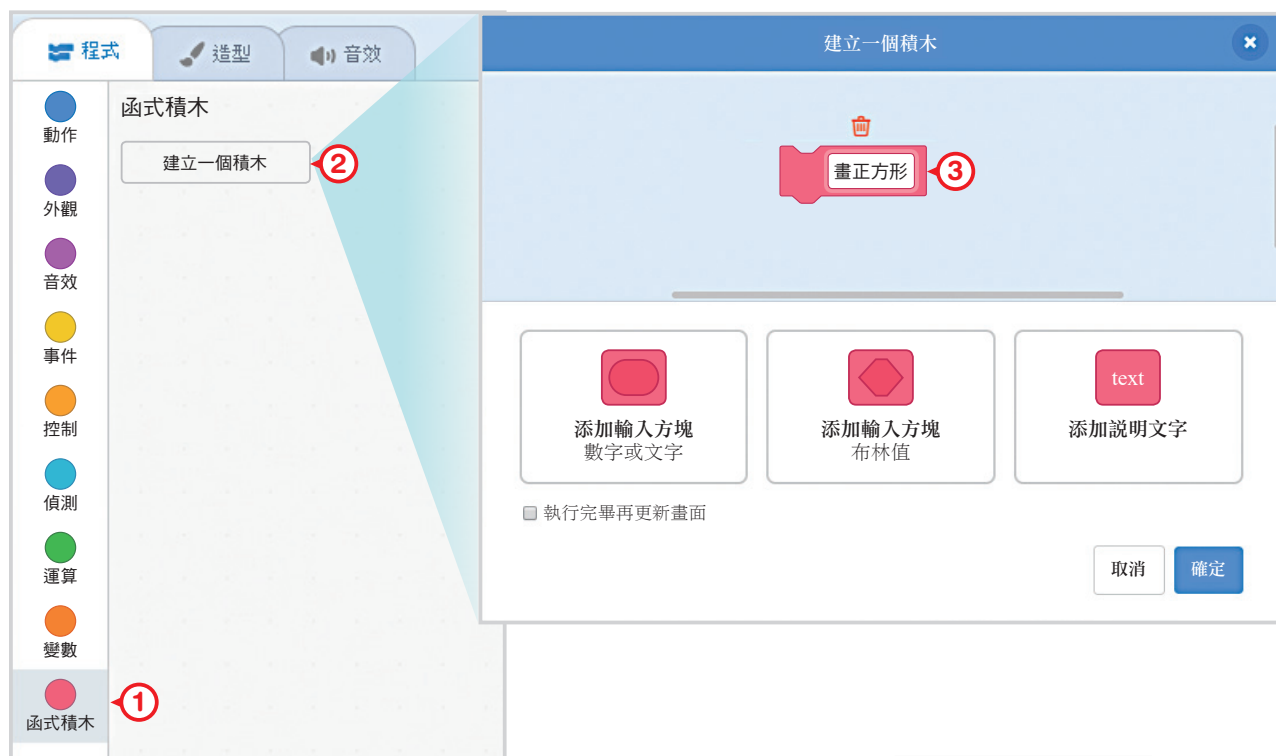 程式
造型
音效
函式積木
建立一個積木
②
動作
外觀
音效
事件
控制
偵測
運算
變數
函式積木
①
建立一個積木
畫正方形
③
添加輸入方塊
數字或文字
添加輸入方塊
布林值
text
添加說明文字
執行完畢再更新畫面
取消
確定